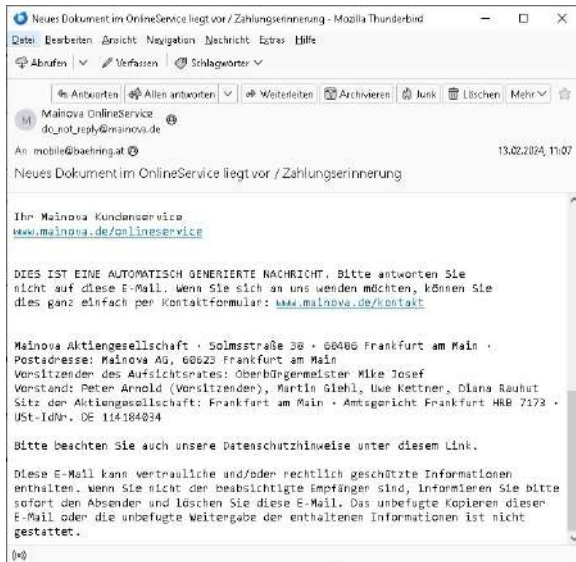 Neues Dokument im OnlineService liegt vor / Zahlungserinnerung - Mozilla Thunderbird
Datei Bearbeiten Ansicht Navigation Nachricht Extras Hilfe
Abrufen Verfassen Schlagwörter
Antworten Allen antworten Weiterleiten Archivieren Junk Löschen Mehr
M Mainova OnlineService
do_not_reply@mainova.de
An mobile@baehring.at 13.02.2024, 11:07
Neues Dokument im OnlineService liegt vor / Zahlungserinnerung
Ihr Mainova Kundenservice
www.mainova.de/onlineservice
DIES IST EINE AUTOMATISCH GENERIERTE NACHRICHT. Bitte antworten Sie
nicht auf diese E-Mail. Wenn Sie sich an uns wenden möchten, können Sie
dies ganz einfach per Kontaktformular: www.mainova.de/kontakt
Mainova Aktiengesellschaft · Solmsstraße 38 · 60486 Frankfurt am Main ·
Postadresse: Mainova AG, 60623 Frankfurt am Main
Vorsitzender des Aufsichtsrates: Oberbürgermeister Mike Josef
Vorstand: Peter Arnold (Vorsitzender), Martin Giehl, Uwe Kettner, Diana Rauhut
Sitz der Aktiengesellschaft: Frankfurt am Main · Amtsgericht Frankfurt HRB 7173 ·
USt-IdNr. DE 114184034
Bitte beachten Sie auch unsere Datenschutzhinweise unter diesem Link.
Diese E-Mail kann vertrauliche und/oder rechtlich geschützte Informationen
enthalten. Wenn Sie nicht der beabsichtigte Empfänger sind, informieren Sie bitte
sofort den Absender und löschen Sie diese E-Mail. Das unbefugte Kopieren dieser
E-Mail oder die unbefugte Weitergabe der enthaltenen Informationen ist nicht
gestattet.